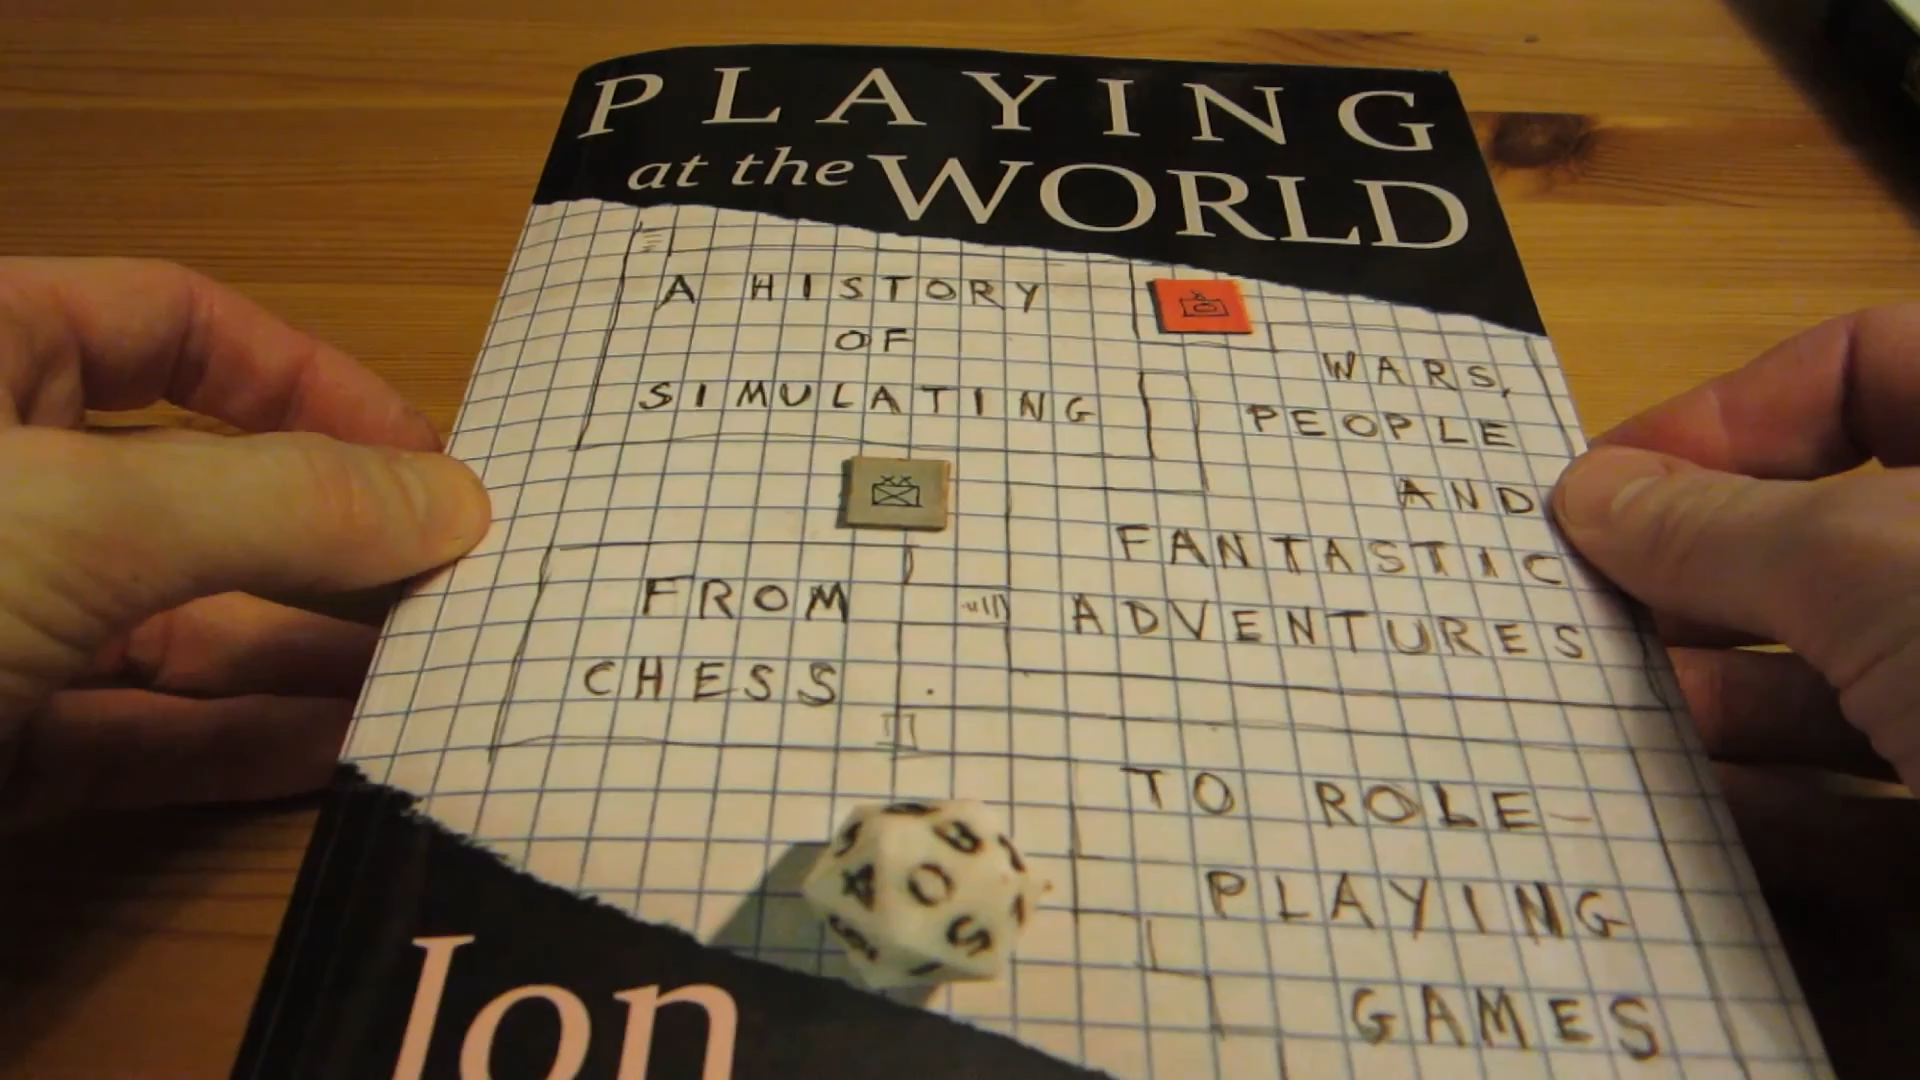 PLAYING
at the WORLD
A HISTORY
OF
SIMULATING
WARS,
PEOPLE
AND
FANTASTIC
ADVENTURES
FROM
CHESS
TO ROLE-
PLAYING
GAMES
Jon